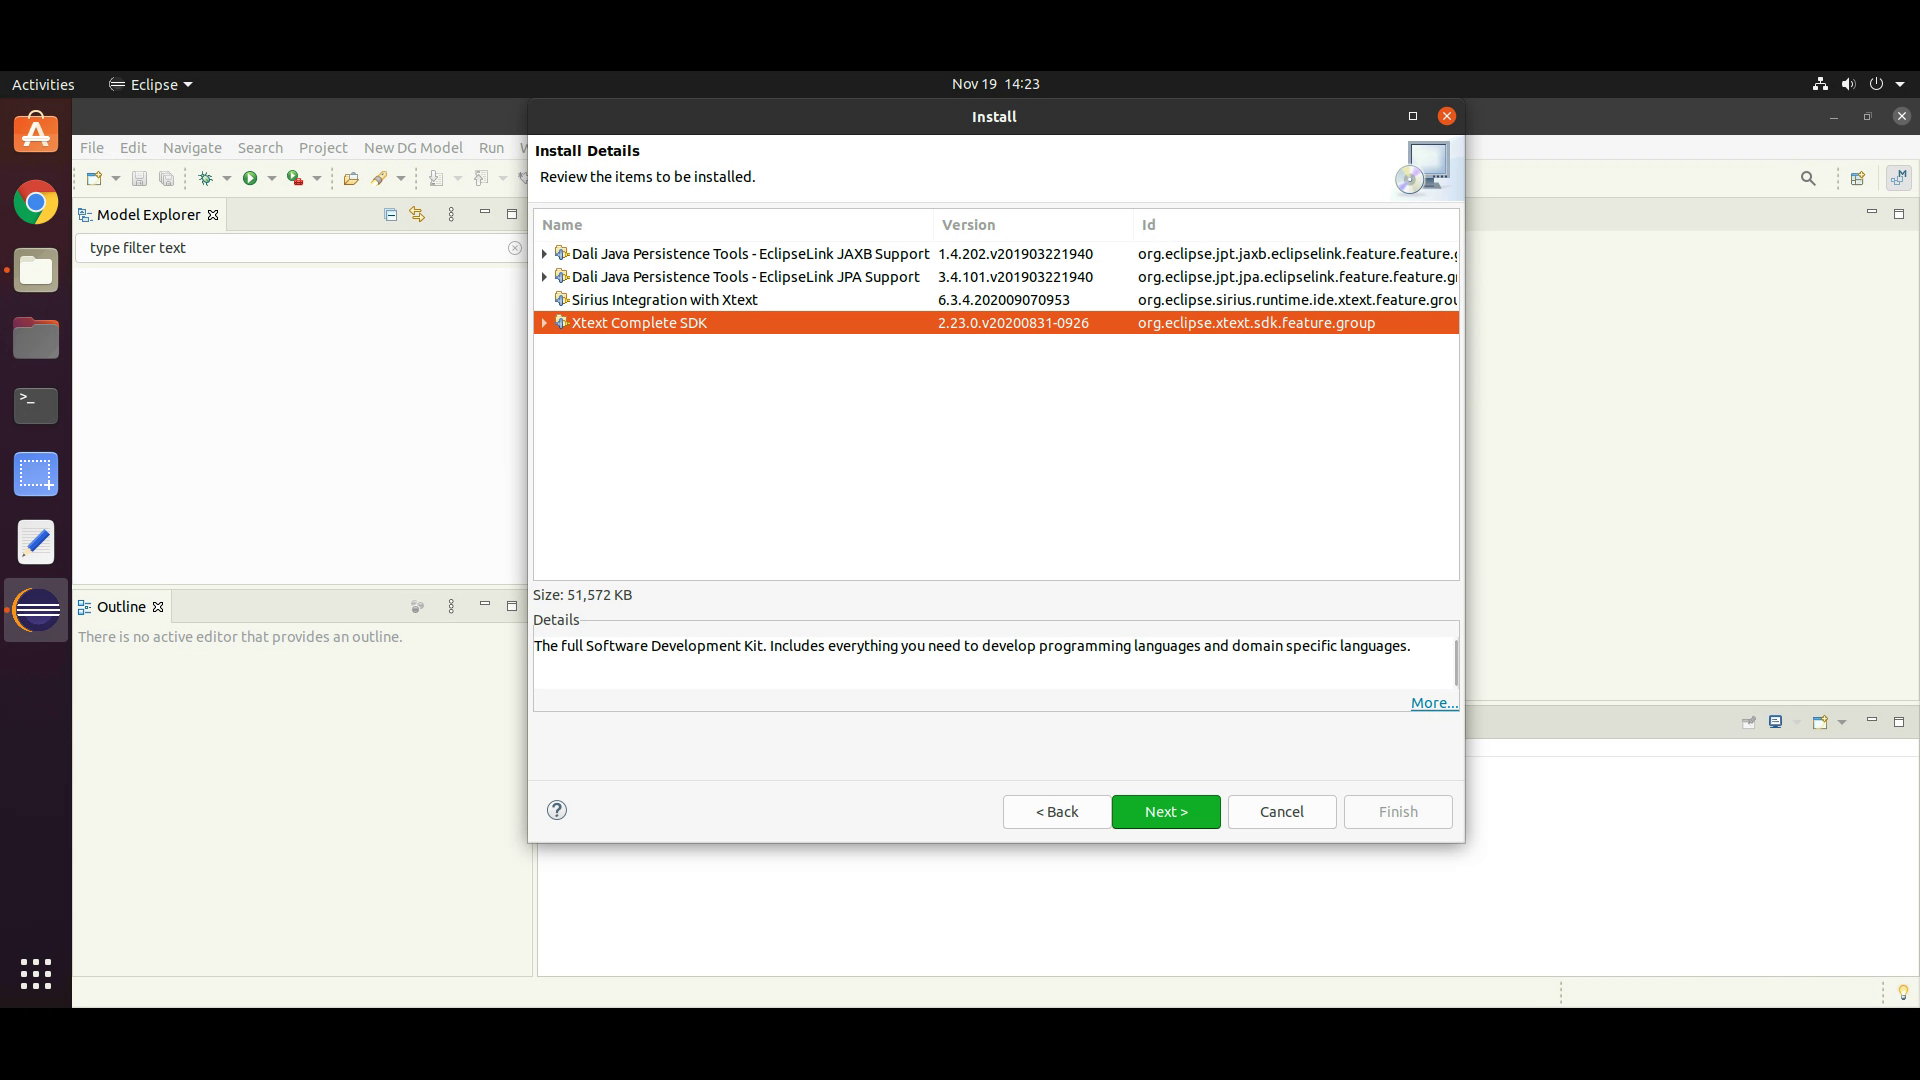 Activities Eclipse Nov 19 14:23
Install
File Edit Navigate Search Project New DG Model Run
Install Details
Review the items to be installed.
Model Explorer
type filter text
Name Version Id
Dali Java Persistence Tools - EclipseLink JAXB Support 1.4.202.v201903221940 org.eclipse.jpt.jaxb.eclipselink.feature.feature.g
Dali Java Persistence Tools - EclipseLink JPA Support 3.4.101.v201903221940 org.eclipse.jpt.jpa.eclipselink.feature.feature.gr
Sirius Integration with Xtext 6.3.4.202009070953 org.eclipse.sirius.runtime.ide.xtext.feature.grou
Xtext Complete SDK 2.23.0.v20200831-0926 org.eclipse.xtext.sdk.feature.group
Size: 51,572 KB
Outline
Details
There is no active editor that provides an outline.
The full Software Development Kit. Includes everything you need to develop programming languages and domain specific languages.
More...
< Back Next > Cancel Finish